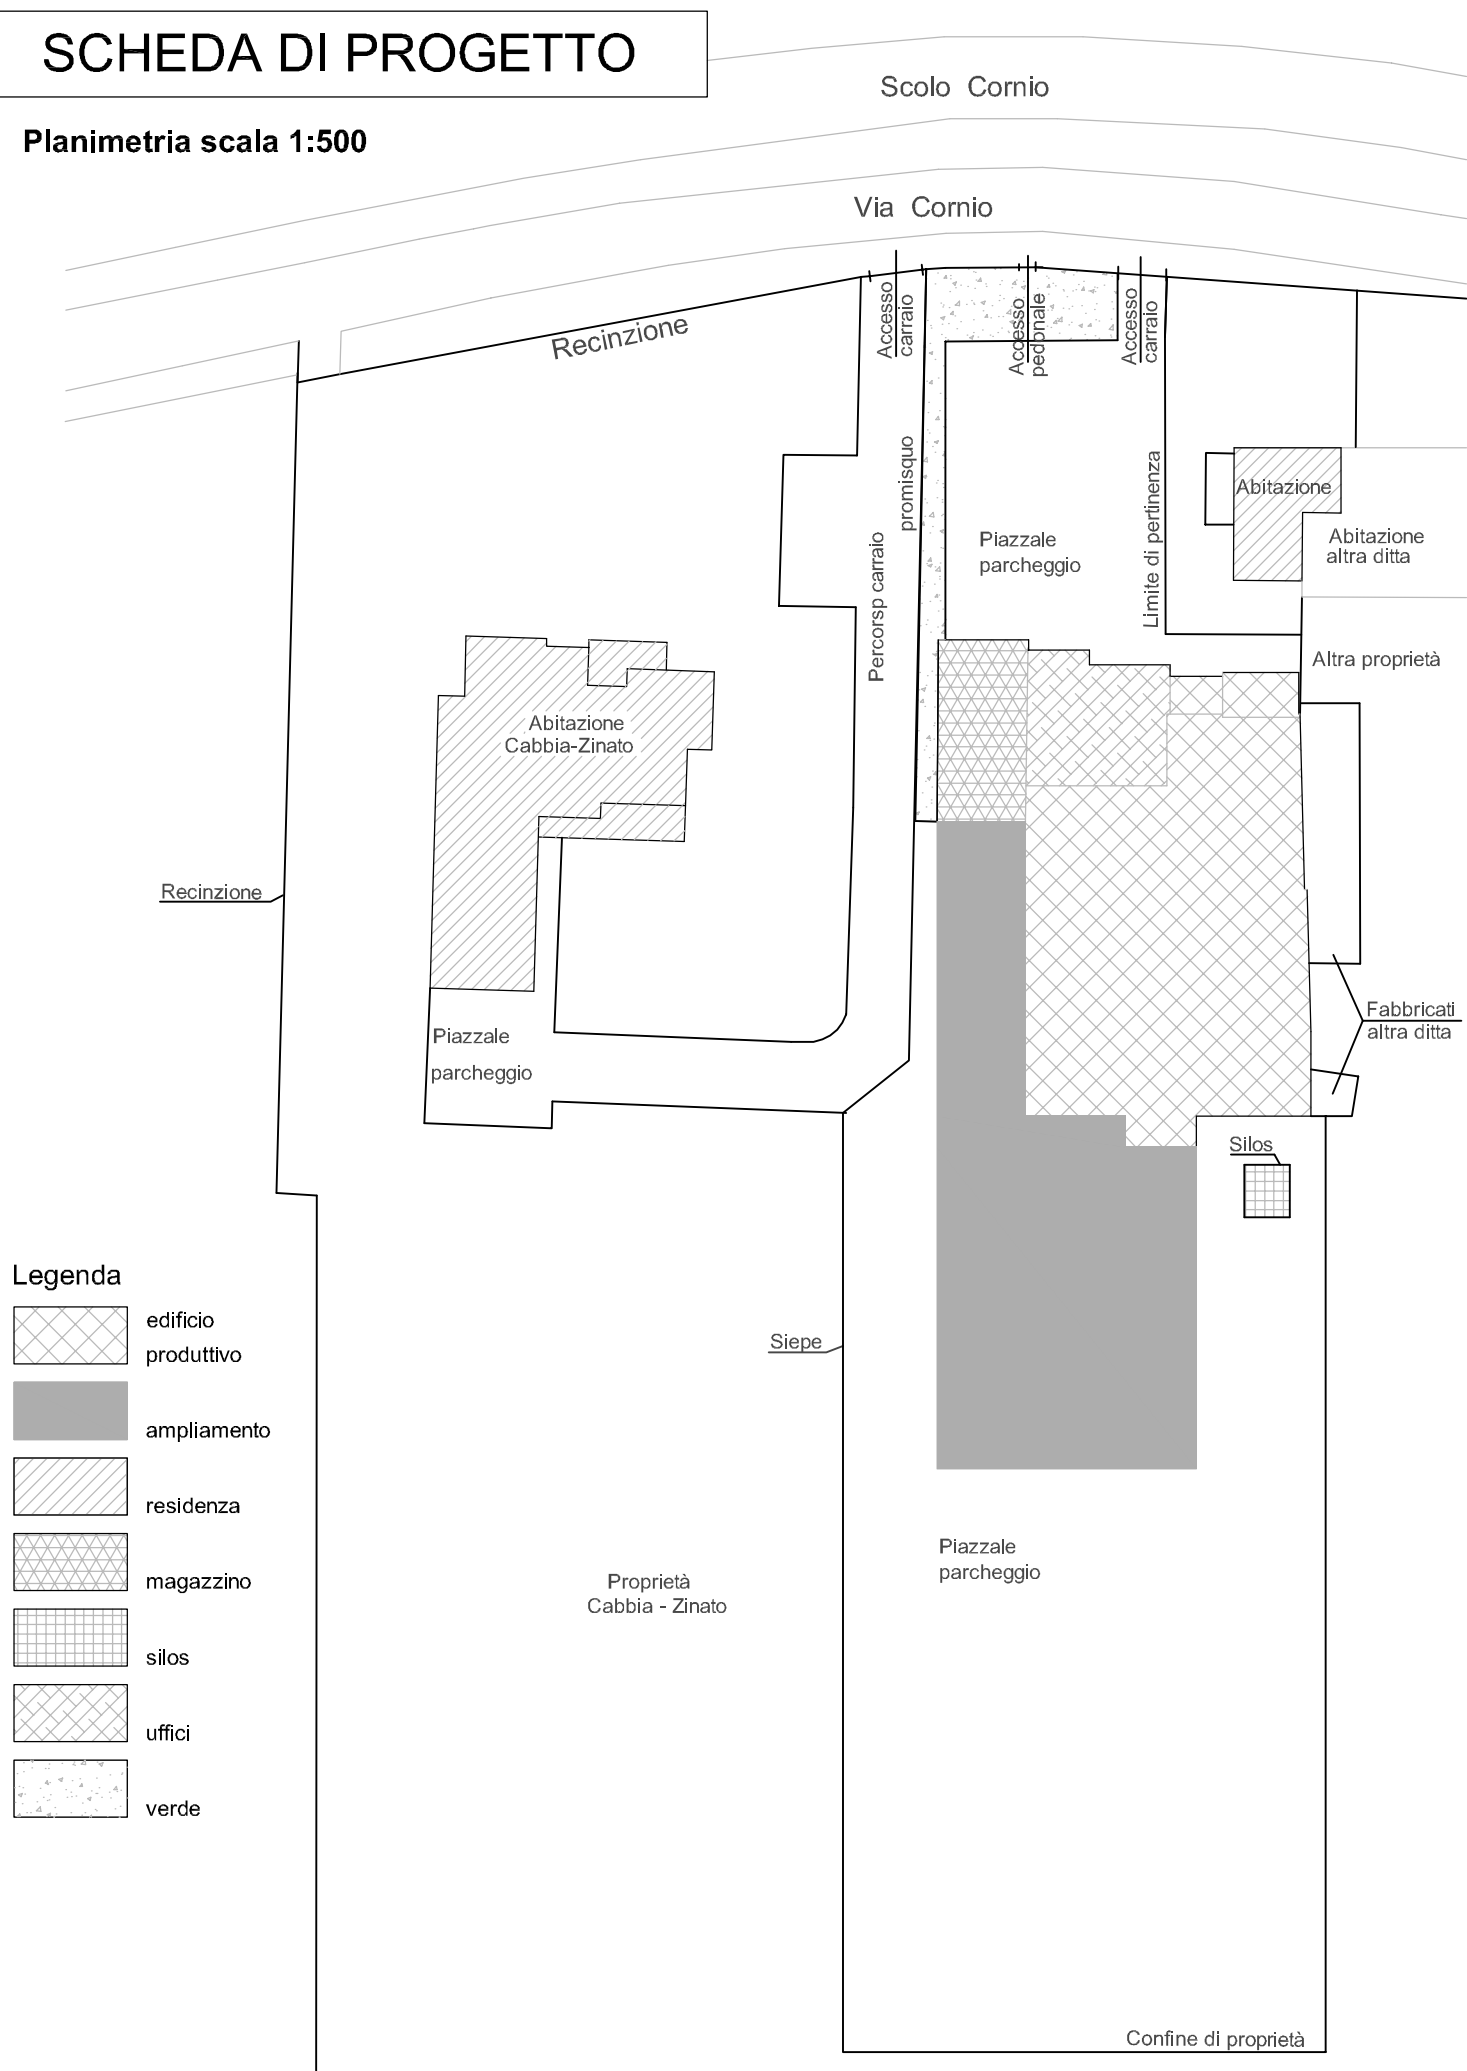 SCHEDA DI PROGETTO
Planimetria scala 1:500
Scolo Cornio
Via Cornio
Recinzione
Accesso
carraio
Accesso
pedonale
Accesso
carraio
Percorsp carraio
promisquo
Piazzale
parcheggio
Limite di pertinenza
Abitazione
Abitazione
altra ditta
Altra proprietà
Abitazione
Cabbia-Zinato
Recinzione
Piazzale
parcheggio
Fabbricati
altra ditta
Silos
Siepe
Legenda
edificio
produttivo
ampliamento
residenza
magazzino
silos
uffici
verde
Piazzale
parcheggio
Proprietà
Cabbia - Zinato
Confine di proprietà